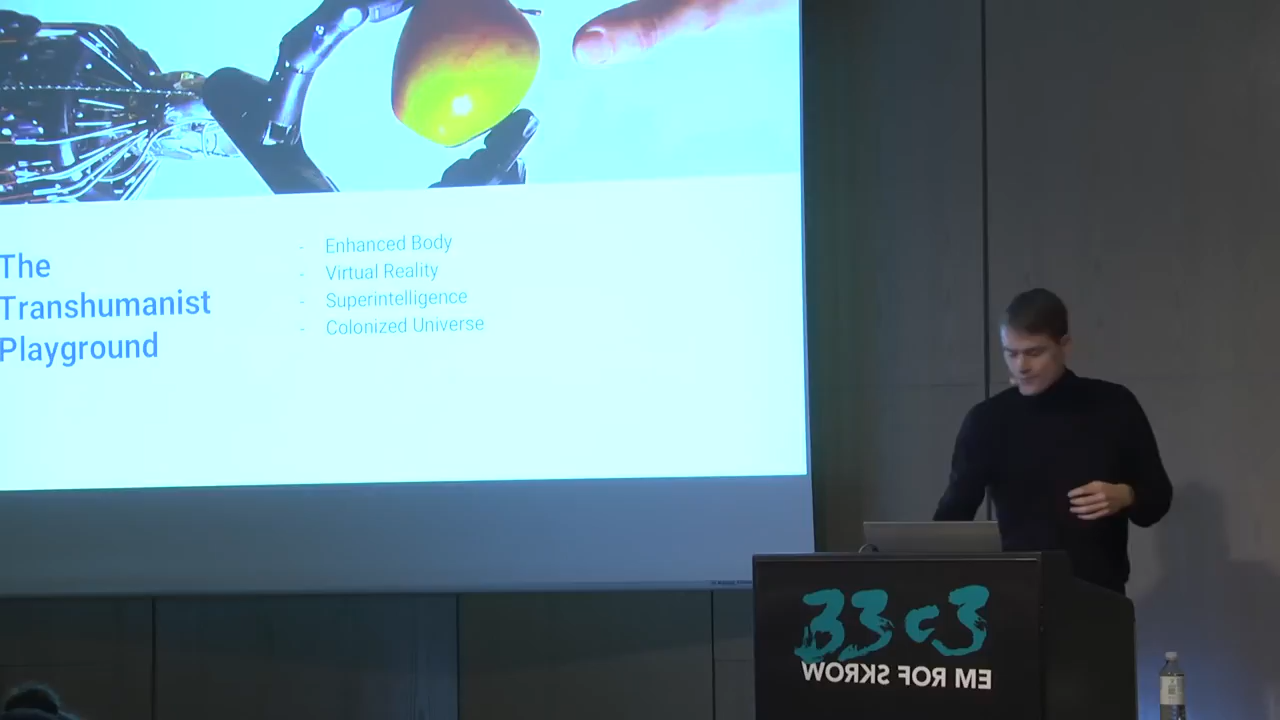 The
Transhumanist
Playground
- Enhanced Body
- Virtual Reality
- Superintelligence
- Colonized Universe
33c3
WORKS FOR ME